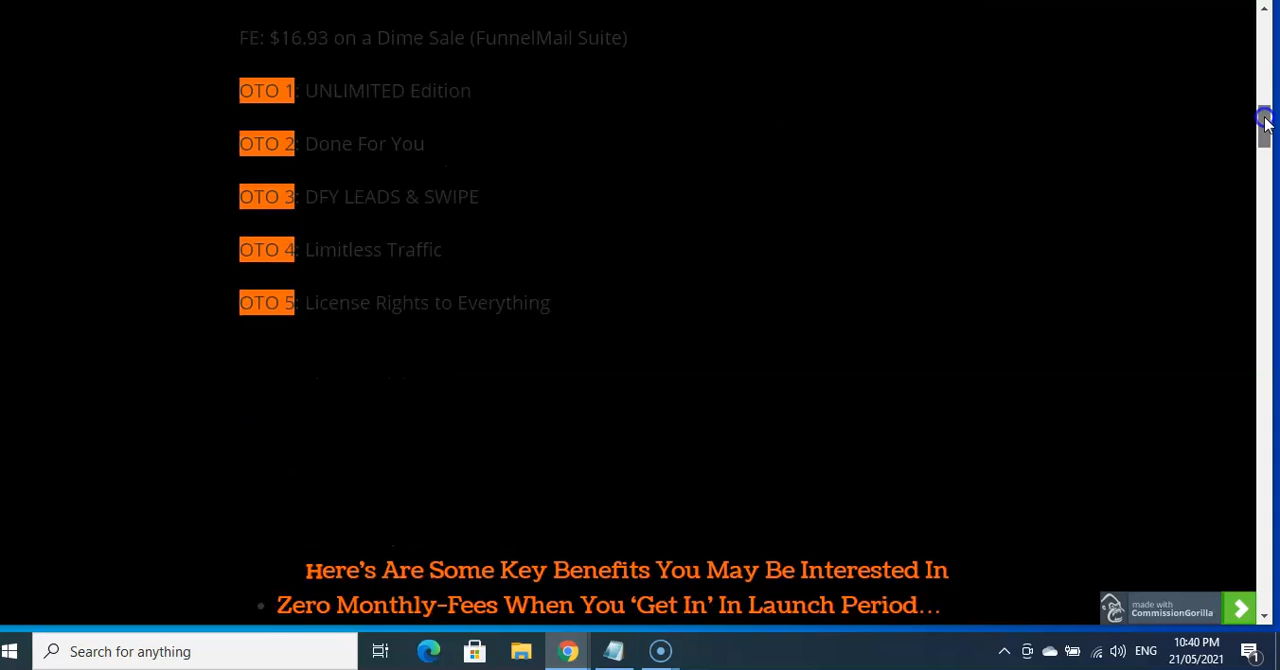 FE: $16.93 on a Dime Sale (FunnelMail Suite)
OTO 1: UNLIMITED Edition
OTO 2: Done For You
OTO 3: DFY LEADS & SWIPE
OTO 4: Limitless Traffic
OTO 5: License Rights to Everything
Here's Are Some Key Benefits You May Be Interested In
Zero Monthly-Fees When You ‘Get In’ In Launch Period...
made with
CommissionGorilla
Search for anything
ENG
10:40 PM
21/05/2021
1